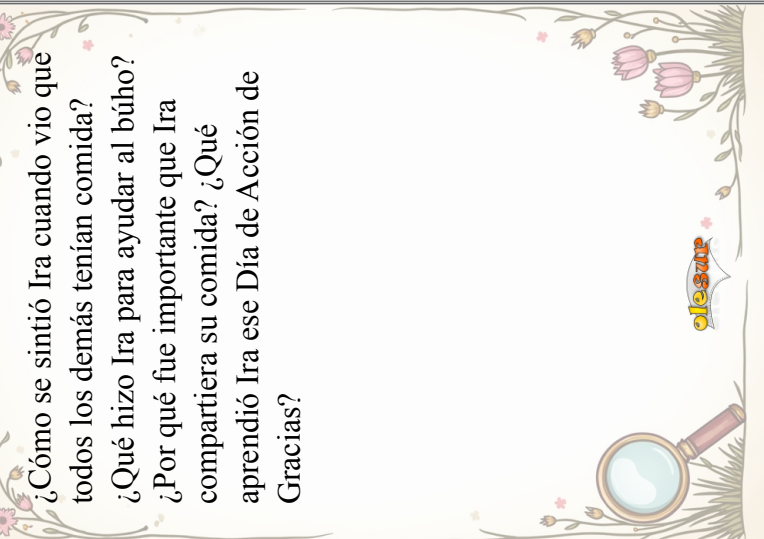 ¿Cómo se sintió Ira cuando vio que
todos los demás tenían comida?
¿Qué hizo Ira para ayudar al búho?
¿Por qué fue importante que Ira
compartiera su comida? ¿Qué
aprendió Ira ese Día de Acción de
Gracias?
olesur